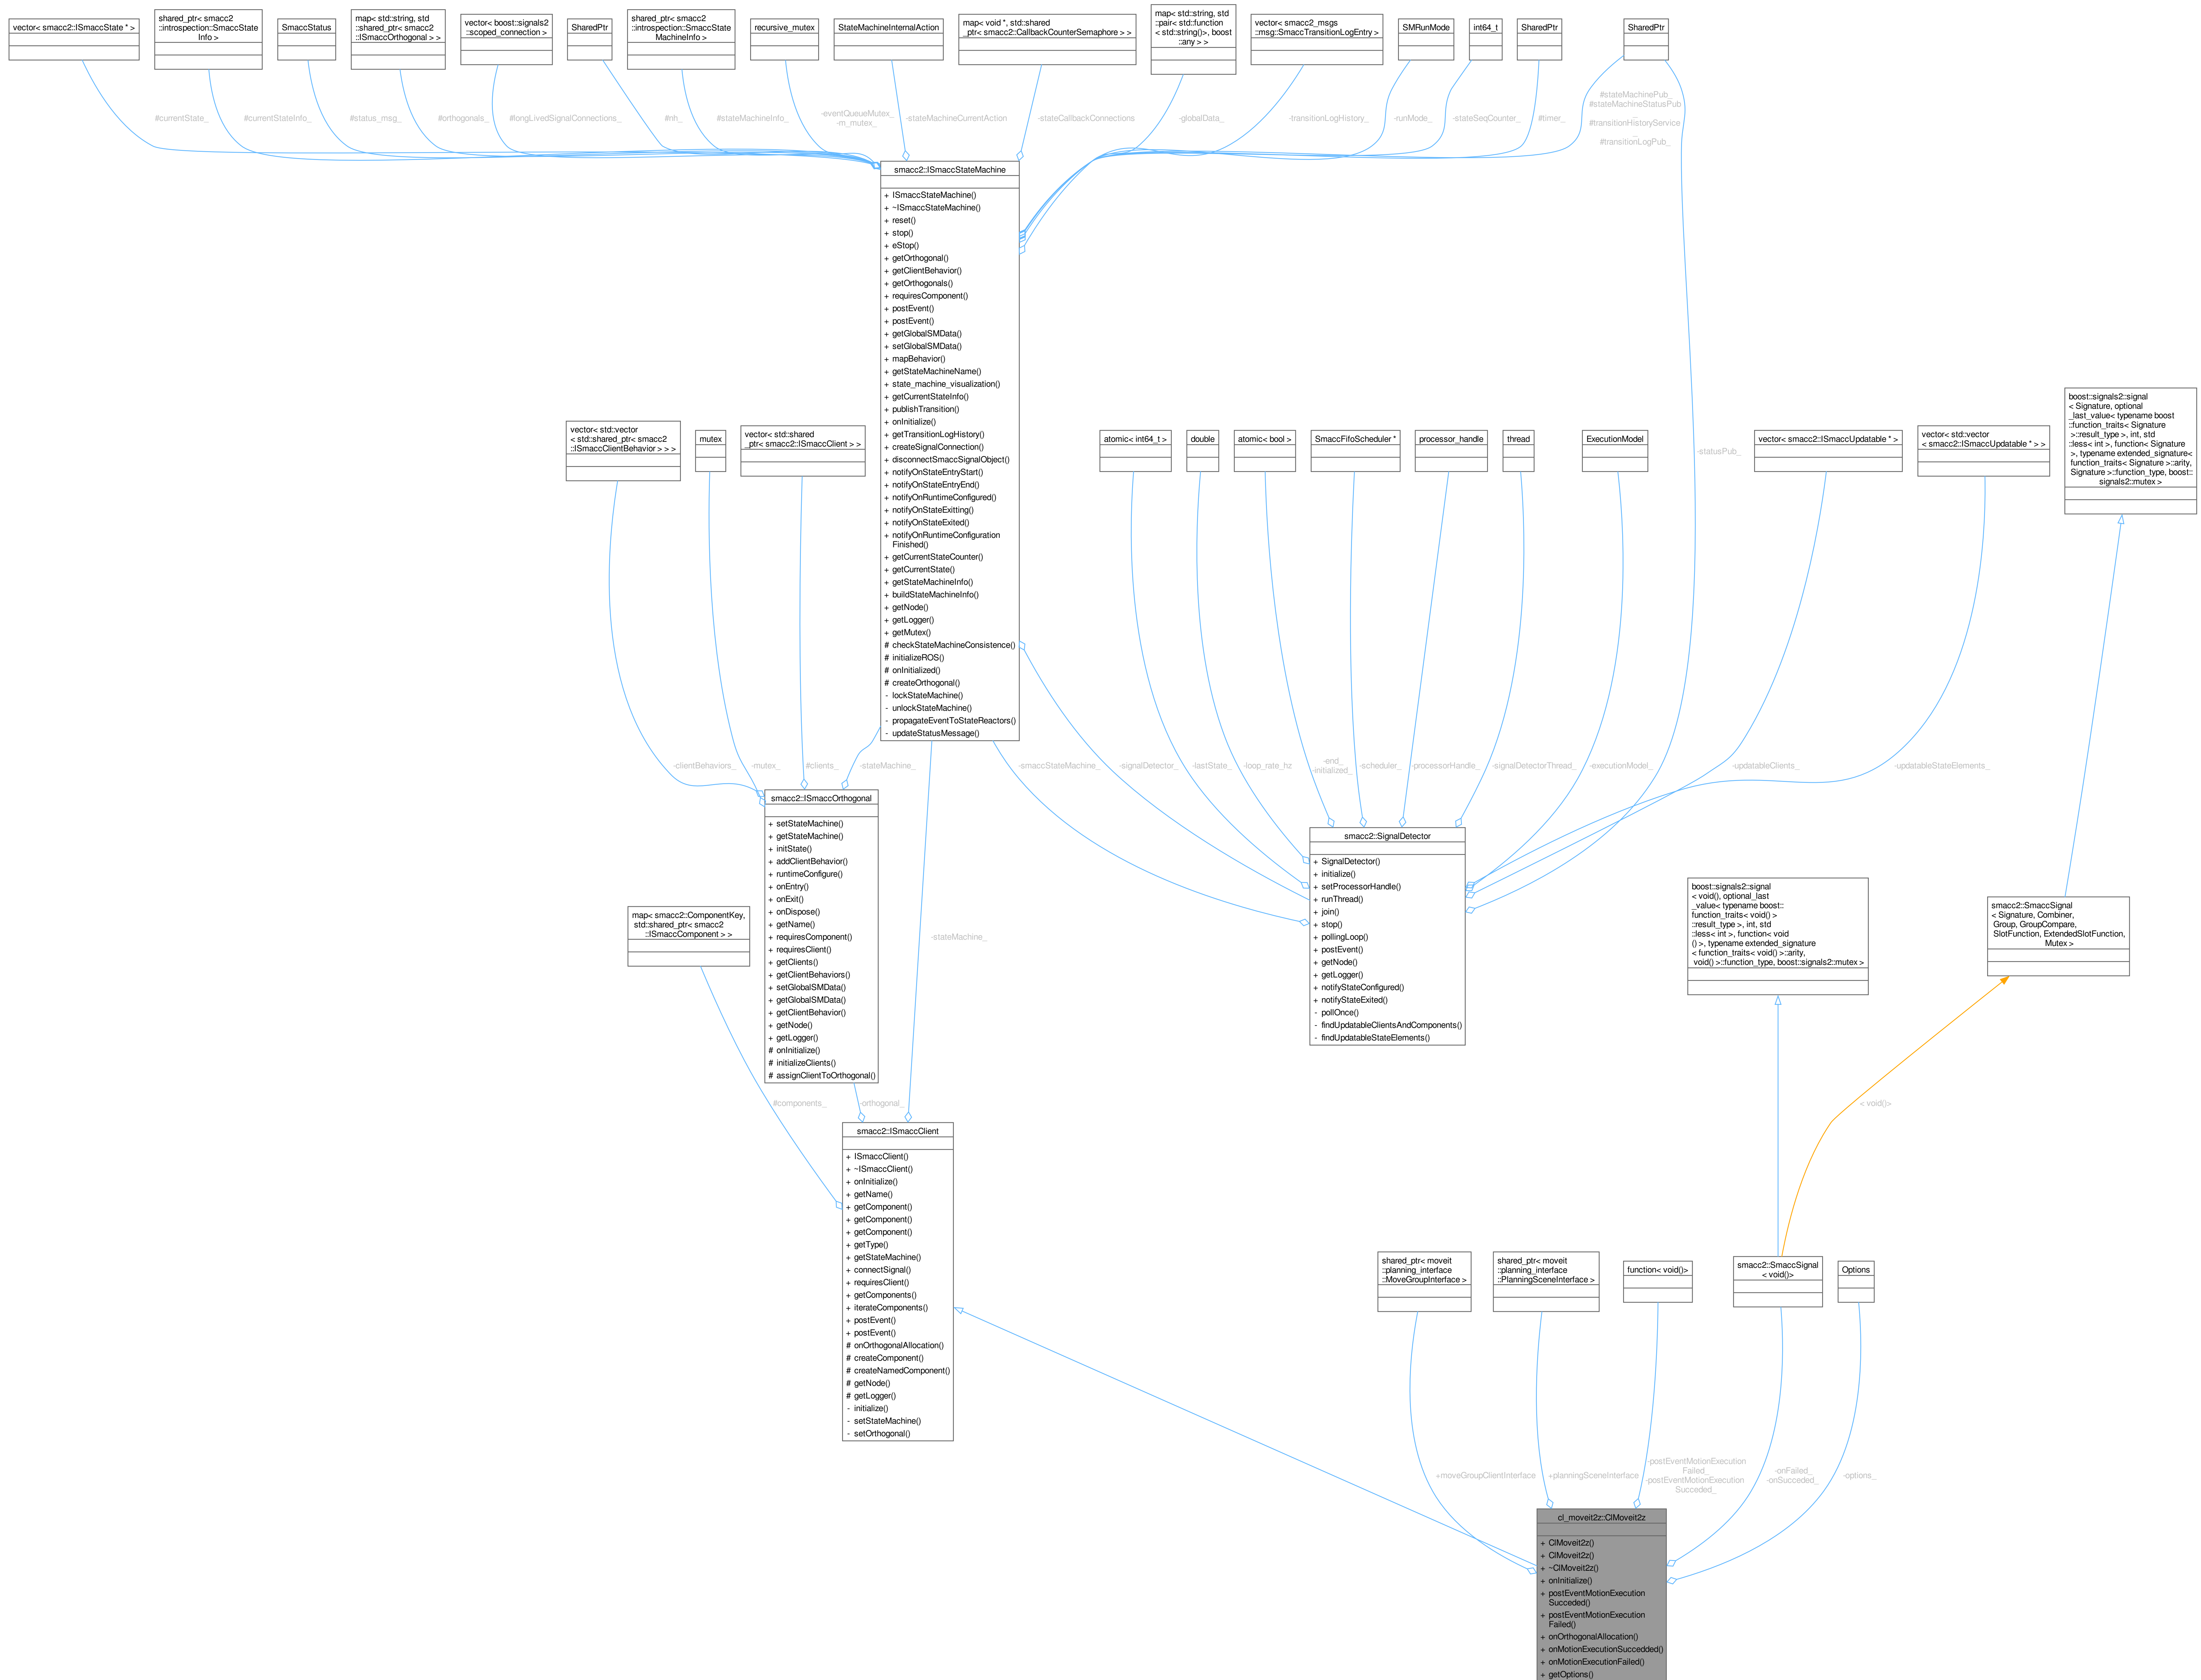 vector< smacc2::ISmaccState * >
shared_ptr< smacc2
::introspection::SmaccState
Info >
SmaccStatus
map< std::string, std
::shared_ptr< smacc2
::ISmaccOrthogonal > >
vector< boost::signals2
::scoped_connection >
SharedPtr
shared_ptr< smacc2
::introspection::SmaccState
MachineInfo >
recursive_mutex
StateMachineInternalAction
map< void *, std::shared
_ptr< smacc2::CallbackCounterSemaphore > >
map< std::string, std
::pair< std::function
< std::string()>, boost
::any > >
vector< smacc2_msgs
::msg::SmaccTransitionLogEntry >
SMRunMode
int64_t
SharedPtr
SharedPtr
#currentState_
#currentStateInfo_
#status_msg_
#orthogonals_
#longLivedSignalConnections_
#nh_
#stateMachineInfo_
-eventQueueMutex_
-m_mutex_
-stateMachineCurrentAction
-stateCallbackConnections
-globalData_
-transitionLogHistory_
-runMode_
-stateSeqCounter_
#timer_
#stateMachinePub_
#stateMachineStatusPub
_
#transitionHistoryService
_
#transitionLogPub_
smacc2::ISmaccStateMachine
+ ISmaccStateMachine()
+ ~ISmaccStateMachine()
+ reset()
+ stop()
+ eStop()
+ getOrthogonal()
+ getClientBehavior()
+ getOrthogonals()
+ requiresComponent()
+ postEvent()
+ postEvent()
+ getGlobalSMData()
+ setGlobalSMData()
+ mapBehavior()
+ getStateMachineName()
+ state_machine_visualization()
+ getCurrentStateInfo()
+ publishTransition()
+ onInitialize()
+ getTransitionLogHistory()
+ createSignalConnection()
+ disconnectSmaccSignalObject()
+ notifyOnStateEntryStart()
+ notifyOnStateEntryEnd()
+ notifyOnRuntimeConfigured()
+ notifyOnStateExitting()
+ notifyOnStateExited()
+ notifyOnRuntimeConfiguration
Finished()
+ getCurrentStateCounter()
+ getCurrentState()
+ getStateMachineInfo()
+ buildStateMachineInfo()
+ getNode()
+ getLogger()
+ getMutex()
# checkStateMachineConsistence()
# initializeROS()
# onInitialized()
# createOrthogonal()
- lockStateMachine()
- unlockStateMachine()
- propagateEventToStateReactors()
- updateStatusMessage()
vector< std::vector
< std::shared_ptr< smacc2
::ISmaccClientBehavior > > >
mutex
vector< std::shared
_ptr< smacc2::ISmaccClient > >
atomic< int64_t >
double
atomic< bool >
SmaccFifoScheduler *
processor_handle
thread
ExecutionModel
-statusPub_
vector< smacc2::ISmaccUpdatable * >
vector< std::vector
< smacc2::ISmaccUpdatable * > >
boost::signals2::signal
< Signature, optional
_last_value< typename boost
::function_traits< Signature
>::result_type >, int, std
::less< int >, function< Signature
>, typename extended_signature<
function_traits< Signature >::arity,
Signature >::function_type, boost::
signals2::mutex >
-clientBehaviors_
-mutex_
#clients_
-stateMachine_
-smaccStateMachine_
-signalDetector_
-lastState_
-loop_rate_hz
-end_
-initialized_
-scheduler_
-processorHandle_
-signalDetectorThread_
-executionModel_
-updatableClients_
-updatableStateElements_
smacc2::ISmaccOrthogonal
+ setStateMachine()
+ getStateMachine()
+ initState()
+ addClientBehavior()
+ runtimeConfigure()
+ onEntry()
+ onExit()
+ onDispose()
+ getName()
+ requiresComponent()
+ requiresClient()
+ getClients()
+ getClientBehaviors()
+ setGlobalSMData()
+ getGlobalSMData()
+ getClientBehavior()
+ getNode()
+ getLogger()
# onInitialize()
# initializeClients()
# assignClientToOrthogonal()
smacc2::SignalDetector
+ SignalDetector()
+ initialize()
+ setProcessorHandle()
+ runThread()
+ join()
+ stop()
+ pollingLoop()
+ postEvent()
+ getNode()
+ getLogger()
+ notifyStateConfigured()
+ notifyStateExited()
- pollOnce()
- findUpdatableClientsAndComponents()
- findUpdatableStateElements()
map< smacc2::ComponentKey,
std::shared_ptr< smacc2
::ISmaccComponent > >
-stateMachine_
boost::signals2::signal
< void(), optional_last
_value< typename boost::
function_traits< void() >
::result_type >, int, std
::less< int >, function< void
() >, typename extended_signature
< function_traits< void() >::arity,
void() >::function_type, boost::signals2::mutex >
smacc2::SmaccSignal
< Signature, Combiner,
Group, GroupCompare,
SlotFunction, ExtendedSlotFunction,
Mutex >
#components_
-orthogonal_
< void()>
smacc2::ISmaccClient
+ ISmaccClient()
+ ~ISmaccClient()
+ onInitialize()
+ getName()
+ getComponent()
+ getComponent()
+ getComponent()
+ getType()
+ getStateMachine()
+ connectSignal()
+ requiresClient()
+ getComponents()
+ iterateComponents()
+ postEvent()
+ postEvent()
# onOrthogonalAllocation()
# createComponent()
# createNamedComponent()
# getNode()
# getLogger()
- initialize()
- setStateMachine()
- setOrthogonal()
shared_ptr< moveit
::planning_interface
::MoveGroupInterface >
shared_ptr< moveit
::planning_interface
::PlanningSceneInterface >
function< void()>
smacc2::SmaccSignal
< void()>
Options
+moveGroupClientInterface
+planningSceneInterface
-postEventMotionExecution
Failed_
-postEventMotionExecution
Succeded_
-onFailed_
-onSucceded_
-options_
cl_moveit2z::ClMoveit2z
+ ClMoveit2z()
+ ClMoveit2z()
+ ~ClMoveit2z()
+ onInitialize()
+ postEventMotionExecution
Succeded()
+ postEventMotionExecution
Failed()
+ onOrthogonalAllocation()
+ onMotionExecutionSuccedded()
+ onMotionExecutionFailed()
+ getOptions()